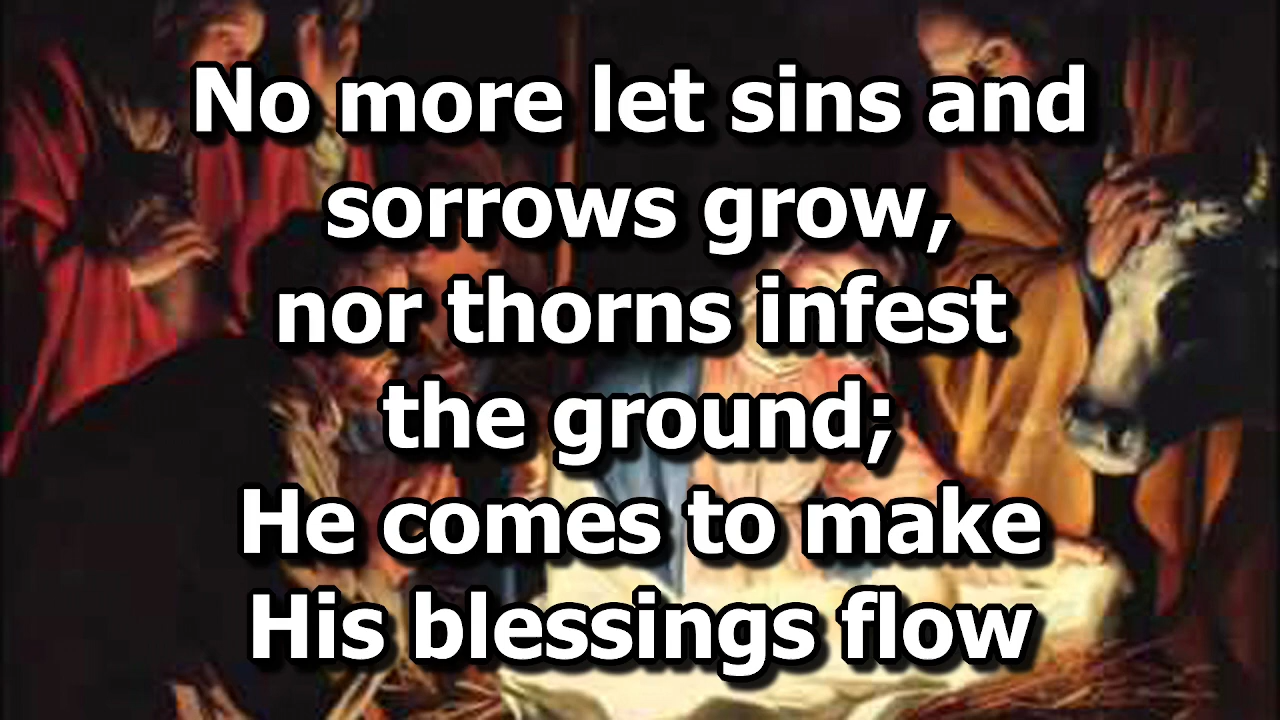 No more let sins and
sorrows grow,
nor thorns infest
the ground;
He comes to make
His blessings flow